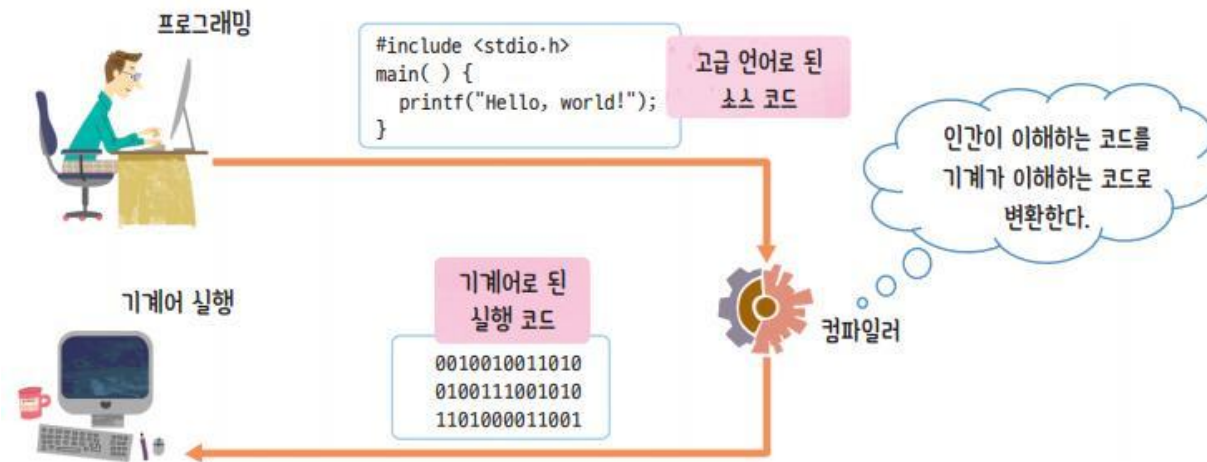 프로그래밍
#include <stdio.h>
main( ) {
printf("Hello, world!");
}
고급 언어로 된
소스 코드
인간이 이해하는 코드를
기계가 이해하는 코드로
변환한다.
컴파일러
기계어로 된
실행 코드
0010010011010
0100111001010
1101000011001
기계어 실행